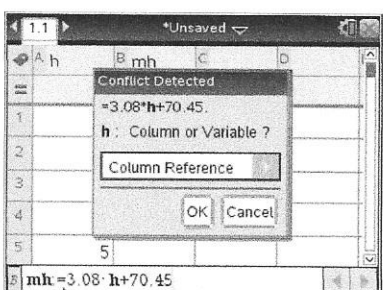 1.1 *Unsaved
A h B mh C D
=
Conflict Detected
=3.08*h+70.45.
h : Column or Variable ?
Column Reference
OK Cancel
1
2
3
4
5 5
mh:=3.08·h+70.45